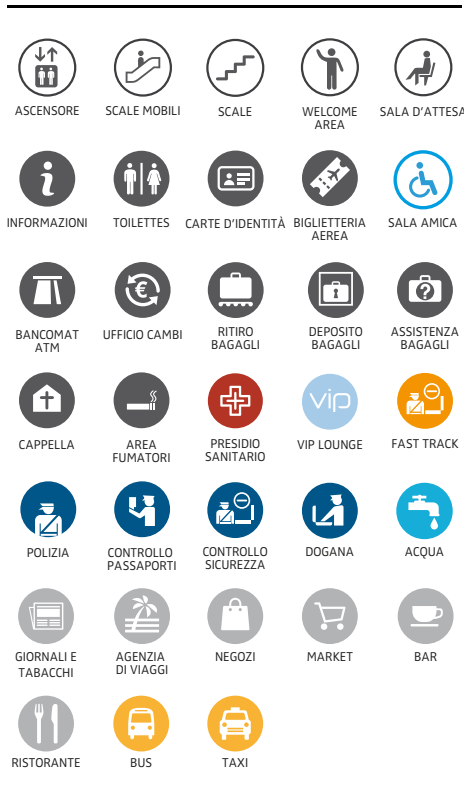 ASCENSORE
SCALE MOBILI
SCALE
WELCOME
AREA
SALA D'ATTESA
INFORMAZIONI
TOILETTES
CARTE D'IDENTITÀ
BIGLIETTERIA
AEREA
SALA AMICA
BANCOMAT
ATM
UFFICIO CAMBI
RITIRO
BAGAGLI
DEPOSITO
BAGAGLI
ASSISTENZA
BAGAGLI
CAPPELLA
AREA
FUMATORI
PRESIDIO
SANITARIO
vip
VIP LOUNGE
FAST TRACK
POLIZIA
CONTROLLO
PASSAPORTI
CONTROLLO
SICUREZZA
DOGANA
ACQUA
GIORNALI E
TABACCHI
AGENZIA
DI VIAGGI
NEGOZI
MARKET
BAR
RISTORANTE
BUS
TAXI